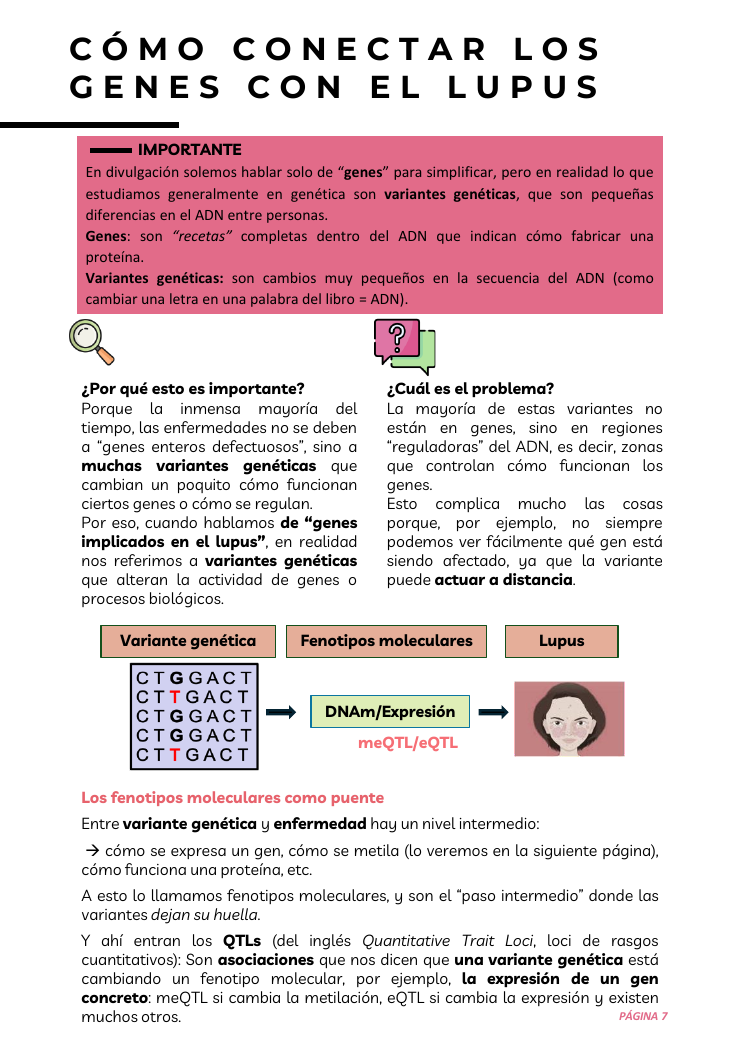 CÓMO CONECTAR LOS
GENES CON EL LUPUS
IMPORTANTE
En divulgación solemos hablar solo de “genes” para simplificar, pero en realidad lo que
estudiamos generalmente en genética son variantes genéticas, que son pequeñas
diferencias en el ADN entre personas.
Genes: son “recetas” completas dentro del ADN que indican cómo fabricar una
proteína.
Variantes genéticas: son cambios muy pequeños en la secuencia del ADN (como
cambiar una letra en una palabra del libro = ADN).
?
¿Por qué esto es importante?
Porque la inmensa mayoría del
tiempo, las enfermedades no se deben
a “genes enteros defectuosos”, sino a
muchas variantes genéticas que
cambian un poquito cómo funcionan
ciertos genes o cómo se regulan.
Por eso, cuando hablamos de “genes
implicados en el lupus”, en realidad
nos referimos a variantes genéticas
que alteran la actividad de genes o
procesos biológicos.
¿Cuál es el problema?
La mayoría de estas variantes no
están en genes, sino en regiones
“reguladoras” del ADN, es decir, zonas
que controlan cómo funcionan los
genes.
Esto complica mucho las cosas
porque, por ejemplo, no siempre
podemos ver fácilmente qué gen está
siendo afectado, ya que la variante
puede actuar a distancia.
Variante genética
Fenotipos moleculares
Lupus
CTGGACT
CTTGACT
CTGGACT
CTGGACT
CTTGACT
DNAm/Expresión
meQTL/eQTL
Los fenotipos moleculares como puente
Entre variante genética y enfermedad hay un nivel intermedio:
→ cómo se expresa un gen, cómo se metila (lo veremos en la siguiente página),
cómo funciona una proteína, etc.
A esto lo llamamos fenotipos moleculares, y son el “paso intermedio” donde las
variantes dejan su huella.
Y ahí entran los QTLs (del inglés Quantitative Trait Loci, loci de rasgos
cuantitativos): Son asociaciones que nos dicen que una variante genética está
cambiando un fenotipo molecular, por ejemplo, la expresión de un gen
concreto: meQTL si cambia la metilación, eQTL si cambia la expresión y existen
muchos otros.
PÁGINA 7